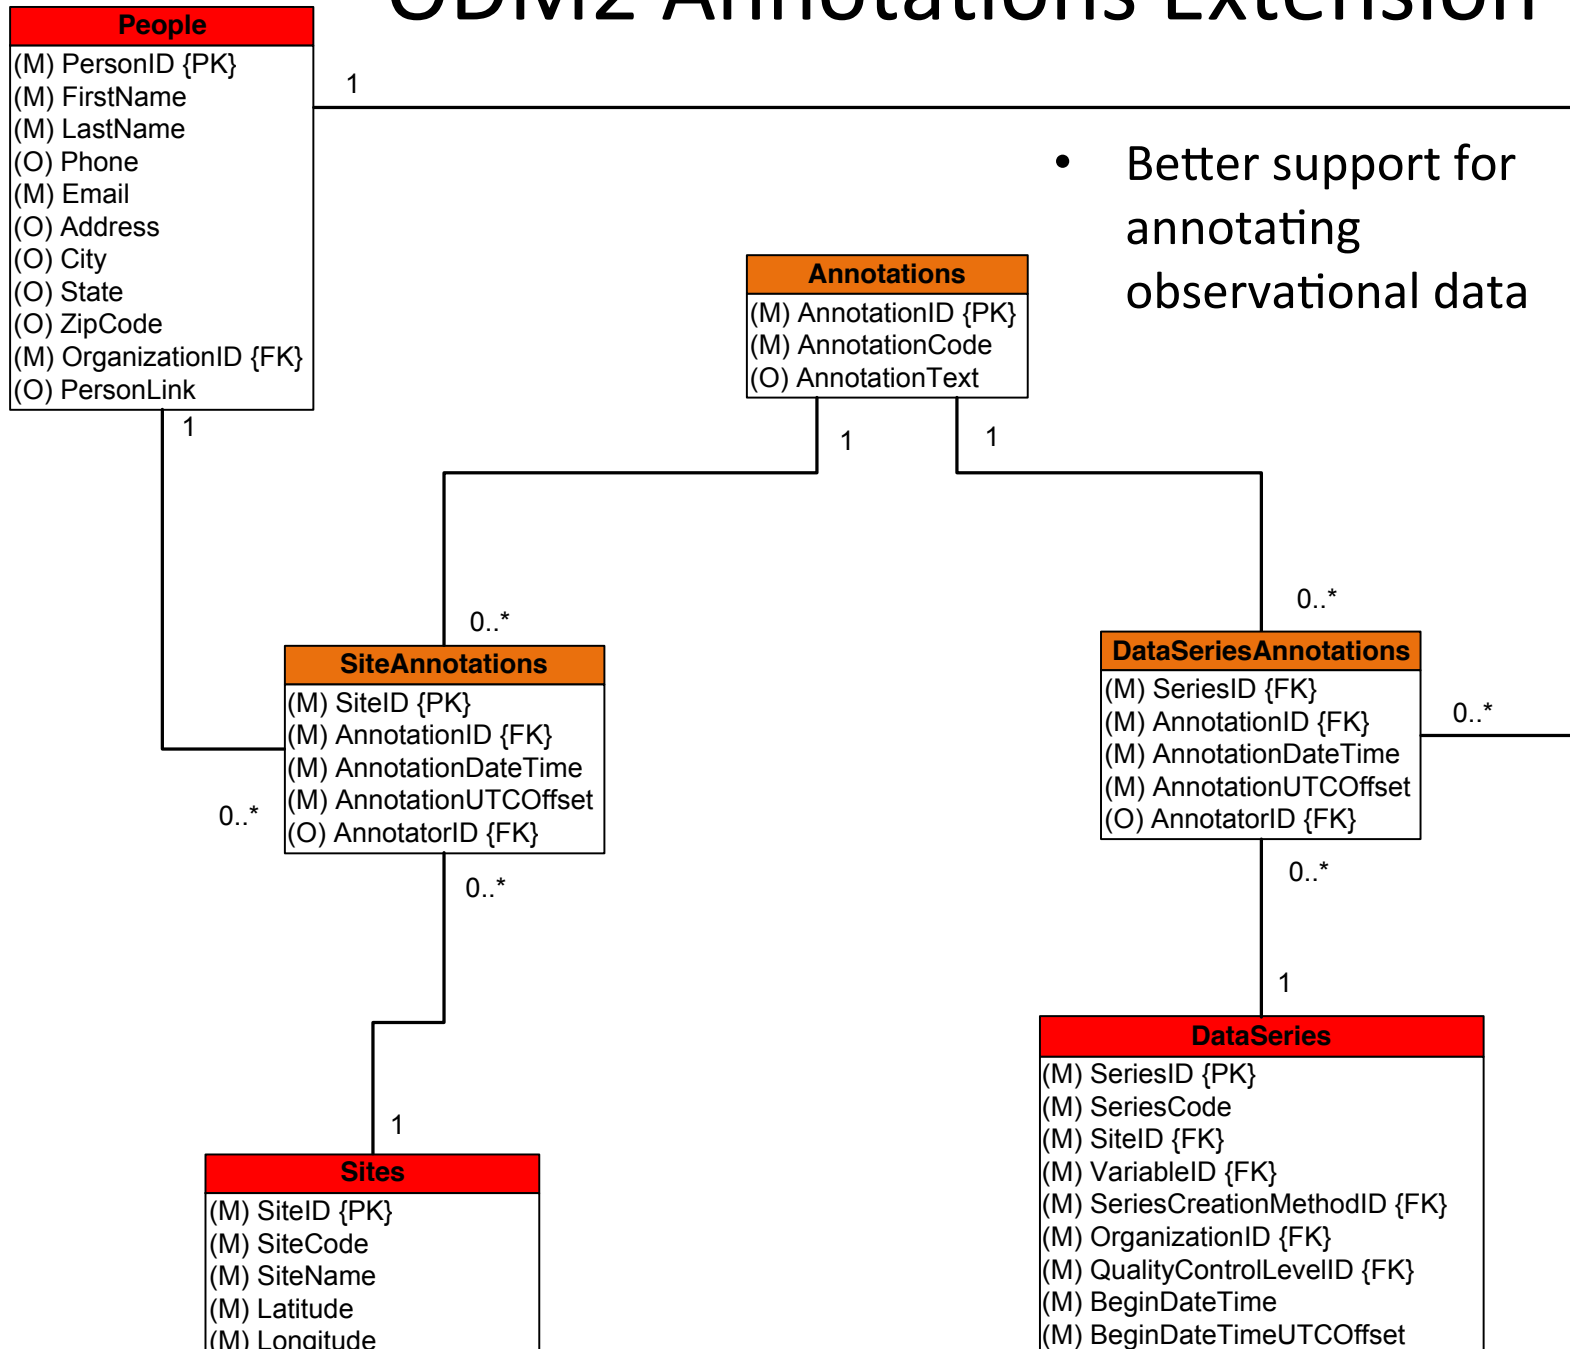 ODM2 Annotations Extension
People
(M) PersonID {PK}
(M) FirstName
(M) LastName
(O) Phone
(M) Email
(O) Address
(O) City
(O) State
(O) ZipCode
(M) OrganizationID {FK}
(O) PersonLink
1
1
• Better support for
annotating
observational data
Annotations
(M) AnnotationID {PK}
(M) AnnotationCode
(O) AnnotationText
1
1
0..*
0..*
SiteAnnotations
(M) SiteID {PK}
(M) AnnotationID {FK}
(M) AnnotationDateTime
(M) AnnotationUTCOffset
(O) AnnotatorID {FK}
0..*
0..*
DataSeriesAnnotations
(M) SeriesID {FK}
(M) AnnotationID {FK}
(M) AnnotationDateTime
(M) AnnotationUTCOffset
(O) AnnotatorID {FK}
0..*
0..*
1
1
Sites
(M) SiteID {PK}
(M) SiteCode
(M) SiteName
(M) Latitude
(M) Longitude
DataSeries
(M) SeriesID {PK}
(M) SeriesCode
(M) SiteID {FK}
(M) VariableID {FK}
(M) SeriesCreationMethodID {FK}
(M) OrganizationID {FK}
(M) QualityControlLevelID {FK}
(M) BeginDateTime
(M) BeginDateTimeUTCOffset